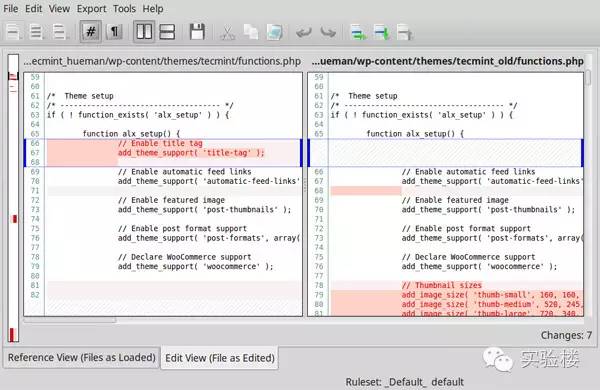 File Edit View Export Tools Help
# ¶
...ecmint_hueman/wp-content/themes/tecmint/functions.php
59
60
61 /* Theme setup
62 /* ------------------------------------ */
63 if ( ! function_exists( 'alx_setup' ) ) {
64
65 function alx_setup() {
66 // Enable title tag
67 add_theme_support( 'title-tag' );
68
69 // Enable automatic feed links
70 add_theme_support( 'automatic-feed-links'
71
72 // Enable featured image
73 add_theme_support( 'post-thumbnails' );
74
75 // Enable post format support
76 add_theme_support( 'post-formats', array(
77
78 // Declare WooCommerce support
79 add_theme_support( 'woocommerce' );
80
81
82
...ueman/wp-content/themes/tecmint_old/functions.php
59
60
61 /* Theme setup
62 /* ------------------------------------ */
63 if ( ! function_exists( 'alx_setup' ) ) {
64
65 function alx_setup() {
66 // Enable automatic feed links
67 add_theme_support( 'automatic-feed-links'
68
69 // Enable featured image
70 add_theme_support( 'post-thumbnails' );
71
72 // Enable post format support
73 add_theme_support( 'post-formats', array(
74
75 // Declare WooCommerce support
76 add_theme_support( 'woocommerce' );
77
78 // Thumbnail sizes
79 add_image_size( 'thumb-small', 160, 160,
80 add_image_size( 'thumb-medium', 520, 245,
81 add_image_size( 'thumb-large', 720, 340,
Changes: 7
Reference View (Files as Loaded) Edit View (File as Edited)
实验楼
Ruleset: _Default_ default